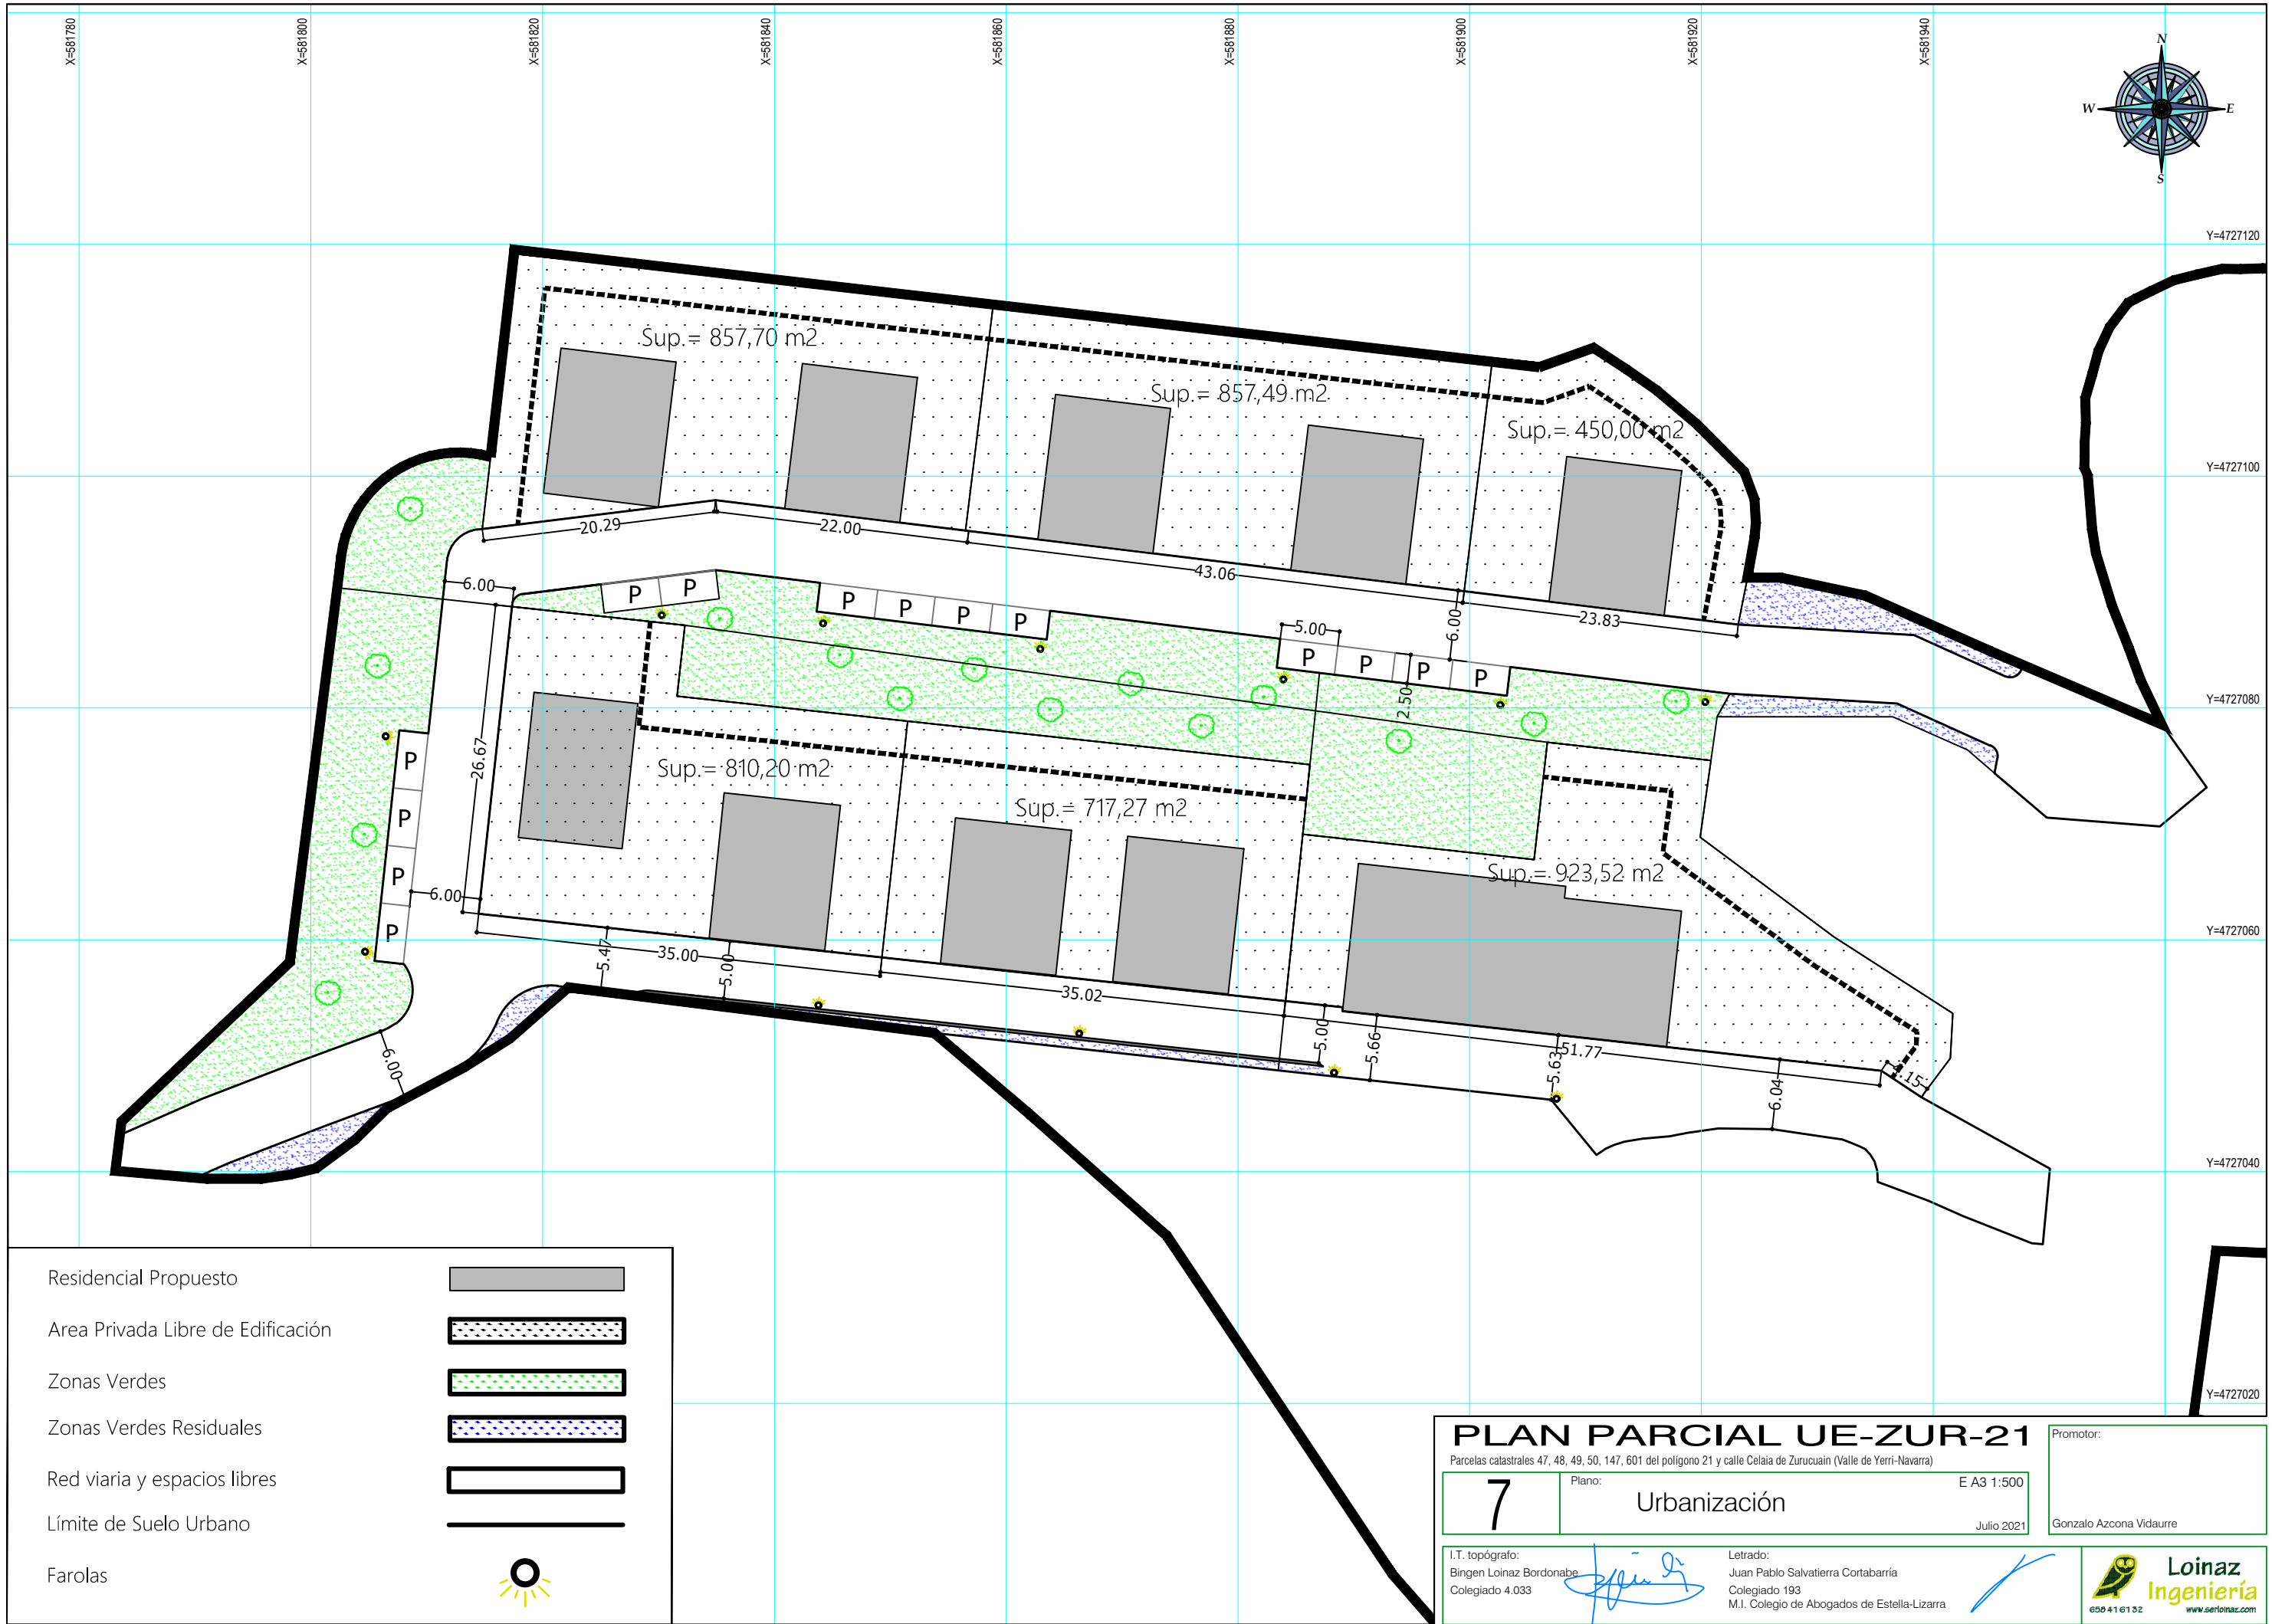 X=581780
X=581800
X=581820
X=581840
X=581860
X=581880
X=581900
X=581920
X=581940
N
W
E
S
Y=4727120
Y=4727100
Y=4727080
Y=4727060
Y=4727040
Y=4727020
Sup.= 857,70 m2
Sup.= 857,49 m2
Sup.= 450,00 m2
20.29
22.00
43.06
23.83
6.00
6.00
P
P
P
P
P
P
5.00
P
P
P
P
2.50
26.67
Sup.= 810,20 m2
Sup.= 717,27 m2
Sup.= 923,52 m2
P
P
P
P
6.00
5.47
35.00
5.00
35.02
5.00
5.66
5.63
51.77
6.04
6.00
Residencial Propuesto
Area Privada Libre de Edificación
Zonas Verdes
Zonas Verdes Residuales
Red viaria y espacios libres
Límite de Suelo Urbano
Farolas
PLAN PARCIAL UE-ZUR-21
Parcelas catastrales 47, 48, 49, 50, 147, 601 del polígono 21 y calle Celaia de Zurucuain (Valle de Yerri-Navarra)
7
Plano:
E A3 1:500
Urbanización
Julio 2021
Promotor:
Gonzalo Azcona Vidaurre
I.T. topógrafo:
Bingen Loinaz Bordonabe
Colegiado 4.033
Letrado:
Juan Pablo Salvatierra Cortabarría
Colegiado 193
M.I. Colegio de Abogados de Estella-Lizarra
Loinaz
Ingeniería
658416132
www.serloinaz.com